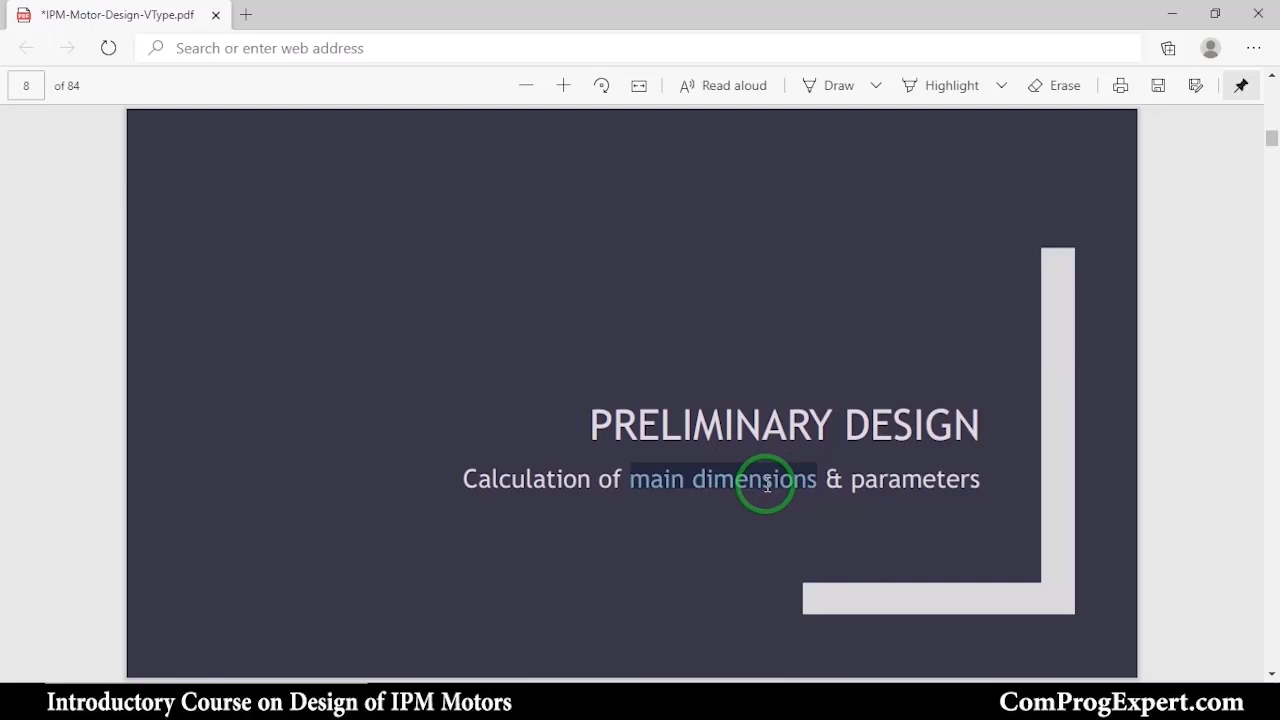 *IPM-Motor-Design-VType.pdf
Search or enter web address
8 of 84
Read aloud Draw Highlight Erase
PRELIMINARY DESIGN
Calculation of main dimensions & parameters
Introductory Course on Design of IPM Motors
ComProgExpert.com